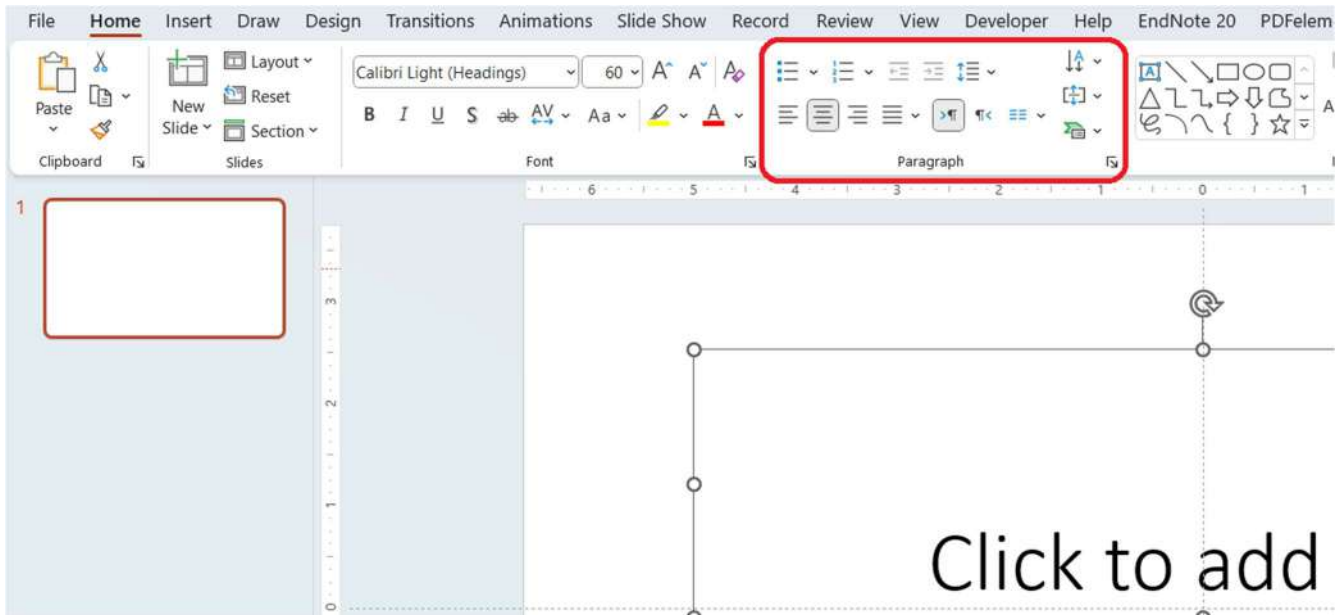 File Home Insert Draw Design Transitions Animations Slide Show Record Review View Developer Help EndNote 20 PDFelem
Paste
New
Slide
Layout
Reset
Section
Calibri Light (Headings) 60 A A A
B I U S ab AV Aa A
Clipboard Slides Font Paragraph
6 5 4 3 2 1 0 1
1
3
2
1
0
Click to add